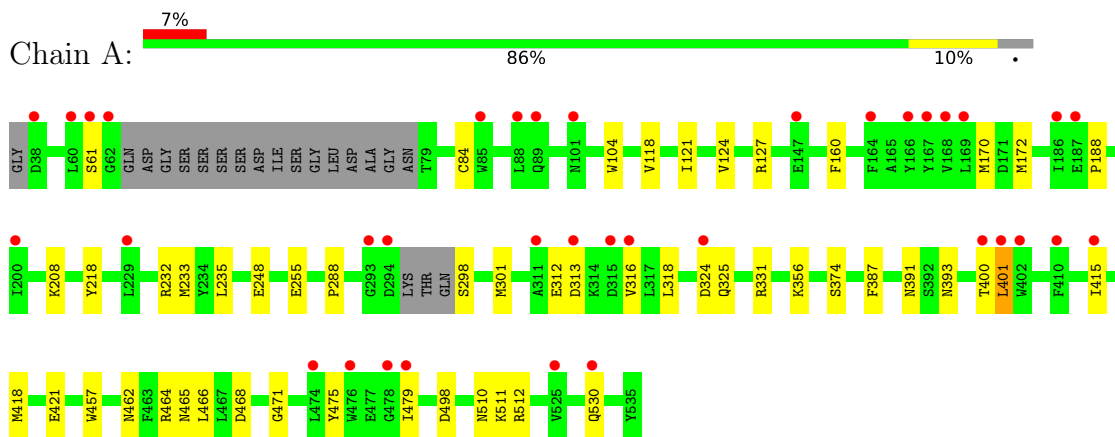 7%
Chain A:
86% 10% •
GLY D38 L60 S61 G62 GLN ASP GLY SER SER SER SER ASP ILE SER GLY LEU ASP ALA GLY ASN T79 C84 W85 L88 Q89 N101 W104 V118 I121 V124 R127 E147 F160 F164 A165 Y166 Y167 V168 L169 M170 D171 M172 I186 E187 P188
I200 K208 Y218 L229 R232 M233 Y234 L235 E248 E255 P288 G293 D294 LYS THR GLN S298 M301 A311 E312 D313 K314 D315 V316 L317 L318 D324 Q325 R331 K356 S374 F387 N391 S392 N393 T400 L401 W402 F410 I415
M418 E421 W457 N462 F463 R464 N465 L466 L467 D468 G471 L474 Y475 W476 E477 G478 I479 D498 N510 K511 R512 V525 Q530 Y535